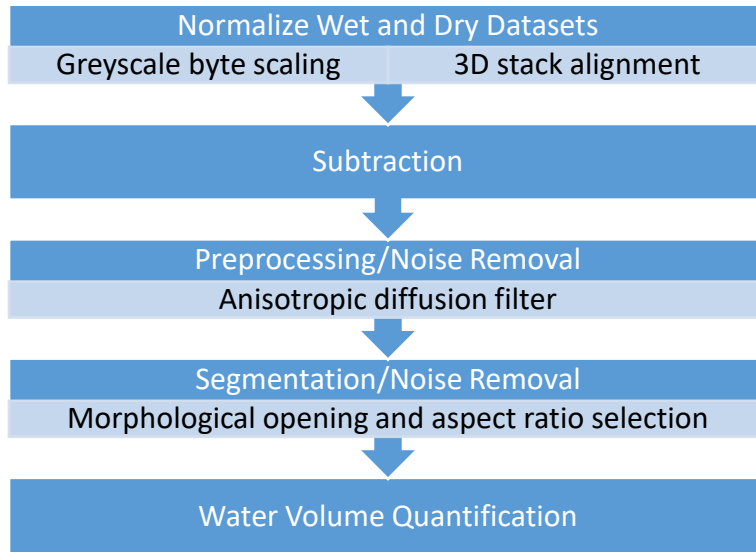 Normalize Wet and Dry Datasets
Greyscale byte scaling
3D stack alignment
Subtraction
Preprocessing/Noise Removal
Anisotropic diffusion filter
Segmentation/Noise Removal
Morphological opening and aspect ratio selection
Water Volume Quantification